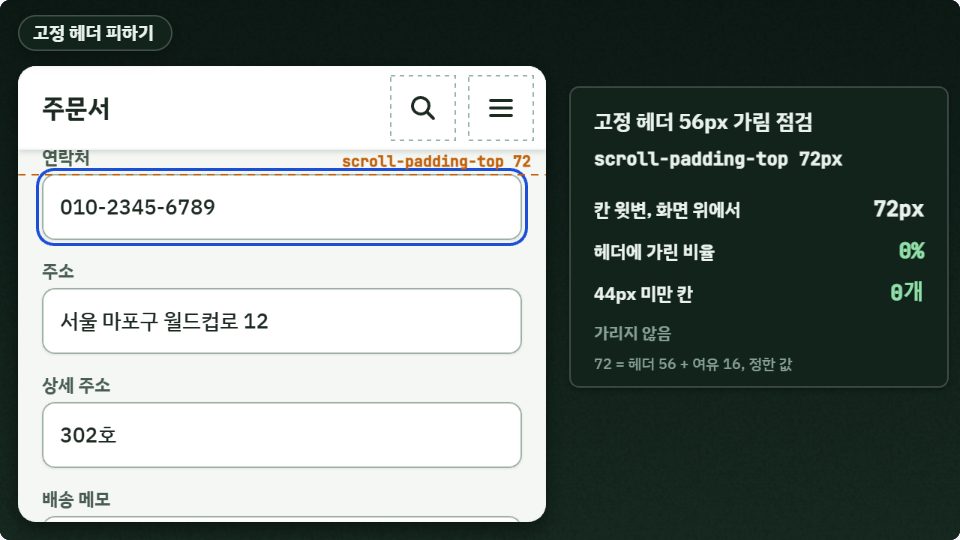 고정 헤더 피하기
주문서
연락처
scroll-padding-top 72
010-2345-6789
주소
서울 마포구 월드컵로 12
상세 주소
302호
배송 메모
고정 헤더 56px 가림 점검
scroll-padding-top 72px
칸 윗변, 화면 위에서 72px
헤더에 가린 비율 0%
44px 미만 칸 0개
가리지 않음
72 = 헤더 56 + 여유 16, 정한 값